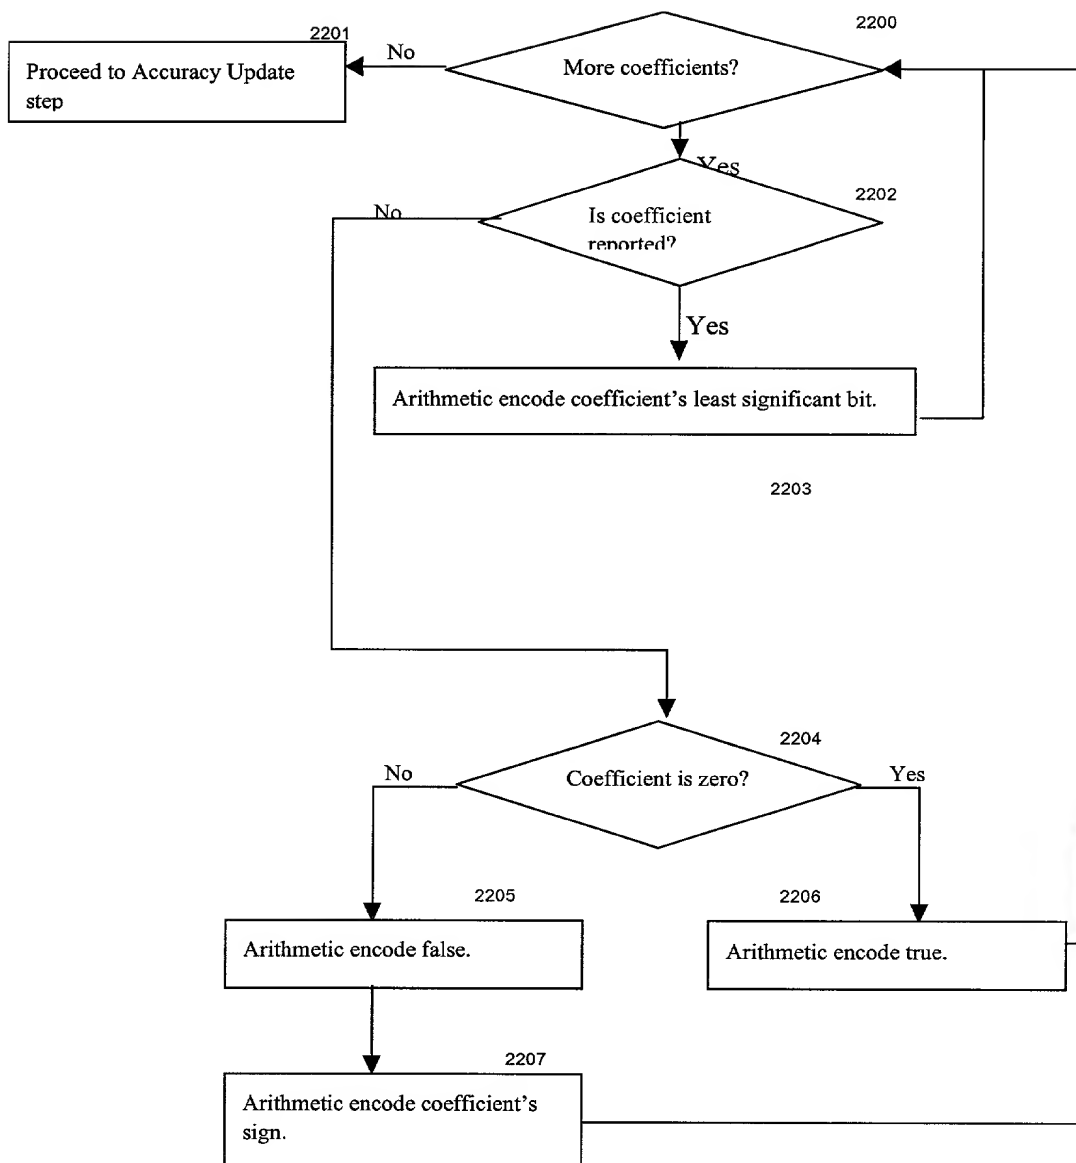 2200
2201
No
More coefficients?
Proceed to Accuracy Update
step
Yes
2202
No
Is coefficient
reported?
Yes
Arithmetic encode coefficient's least significant bit.
2203
2204
No
Coefficient is zero?
Yes
2205
2206
Arithmetic encode false.
Arithmetic encode true.
2207
Arithmetic encode coefficient's
sign.